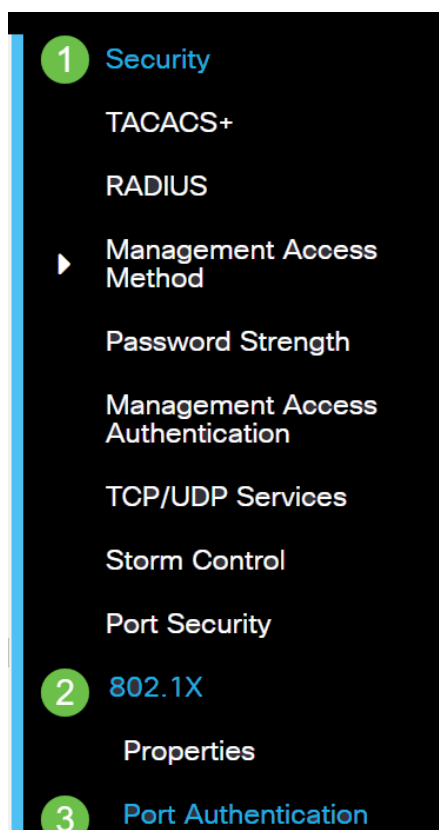 1 Security
TACACS+
RADIUS
Management Access
Method
Password Strength
Management Access
Authentication
TCP/UDP Services
Storm Control
Port Security
2 802.1X
Properties
3 Port Authentication